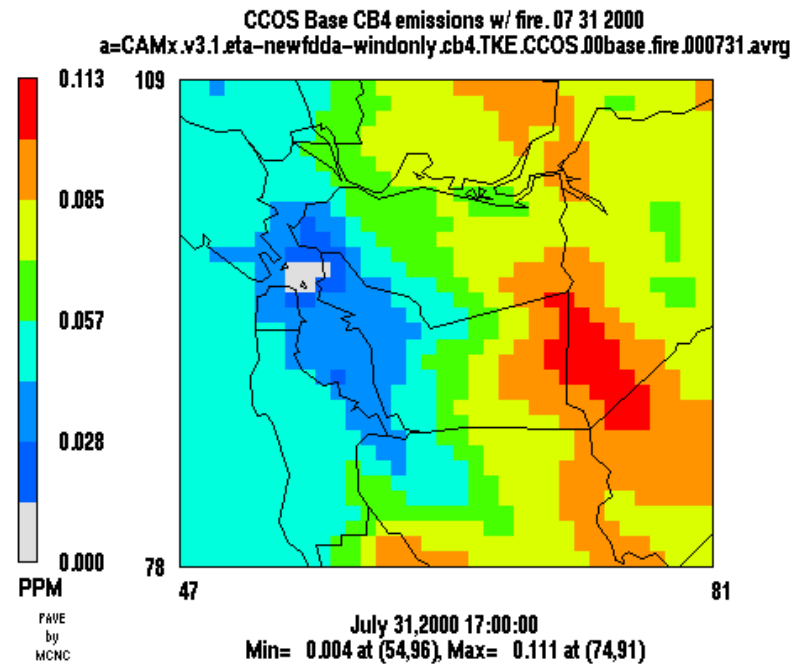 CCOS Base CB4 emissions w/ fire. 07 31 2000
a=CAMx.v3.1.eta-newfdda-windonly.cb4.TKE.CCOS.00base.fire.000731.avrg
0.113
0.085
0.057
0.028
0.000
PPM
PAVE
by
MCNC
109
78
47
81
July 31,2000 17:00:00
Min= 0.004 at (54,96), Max= 0.111 at (74,91)